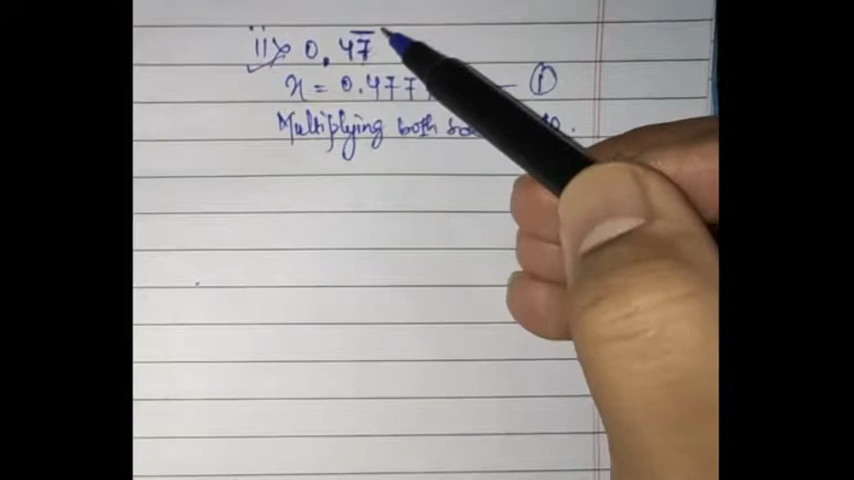 ii> 0.47̅
x = 0.477 — ①
Multiplying both